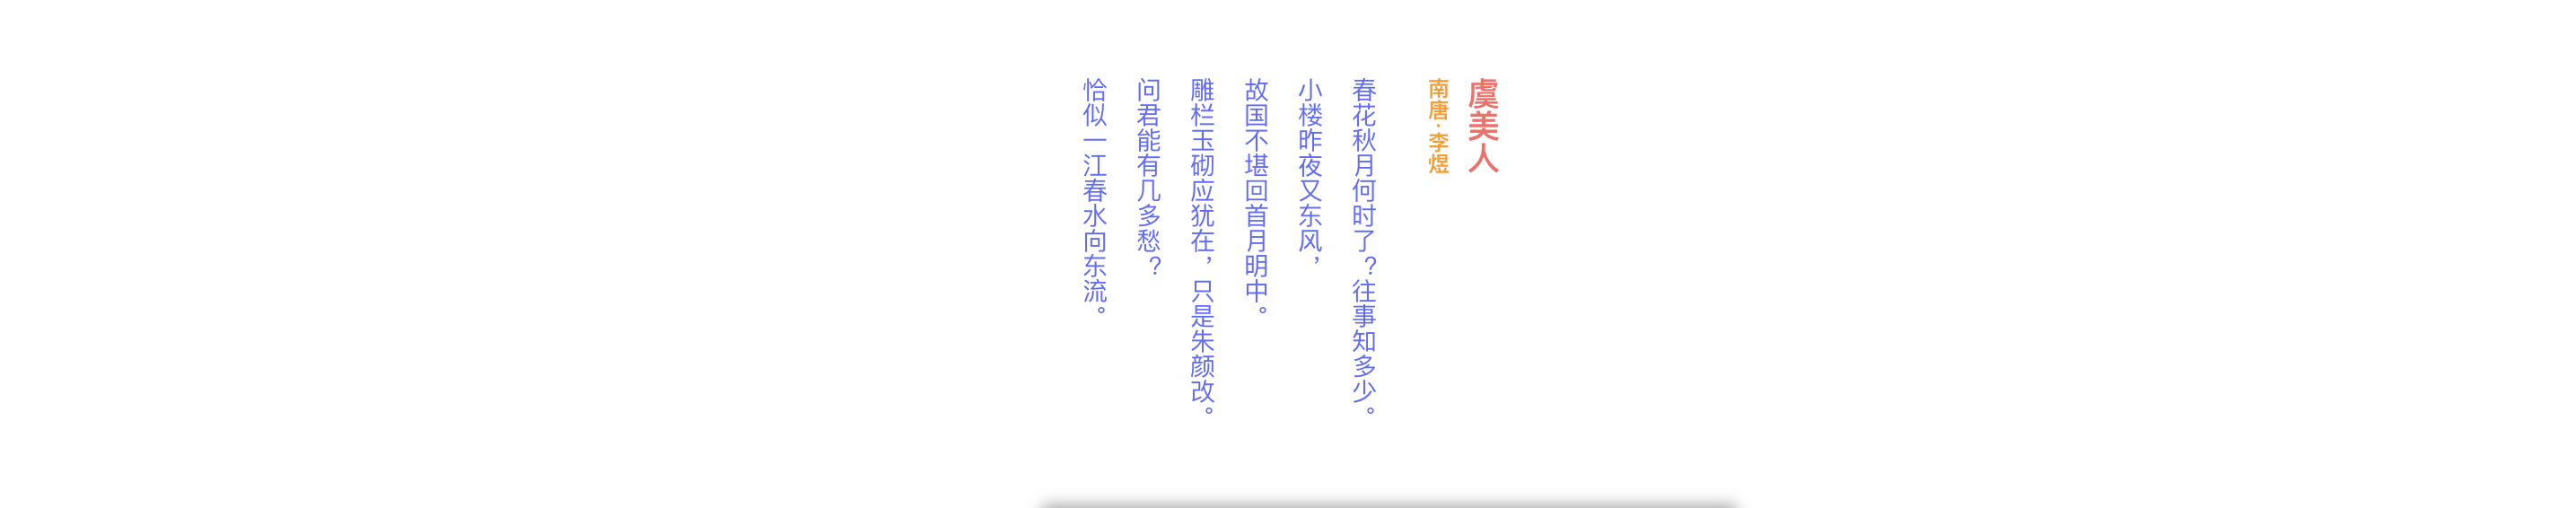 虞美人
南唐·李煜
春花秋月何时了？往事知多少。
小楼昨夜又东风，
故国不堪回首月明中。
雕栏玉砌应犹在，只是朱颜改。
问君能有几多愁？
恰似一江春水向东流。